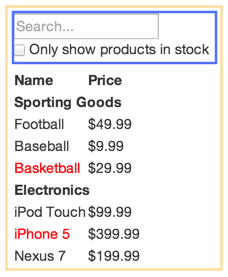 Search...
Only show products in stock
Name Price
Sporting Goods
Football $49.99
Baseball $9.99
Basketball $29.99
Electronics
iPod Touch $99.99
iPhone 5 $399.99
Nexus 7 $199.99